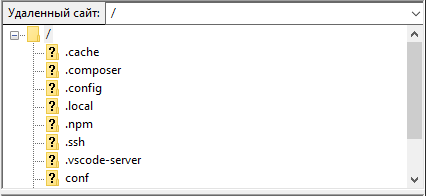 Удаленный сайт: /
/
.cache
.composer
.config
.local
.npm
.ssh
.vscode-server
conf